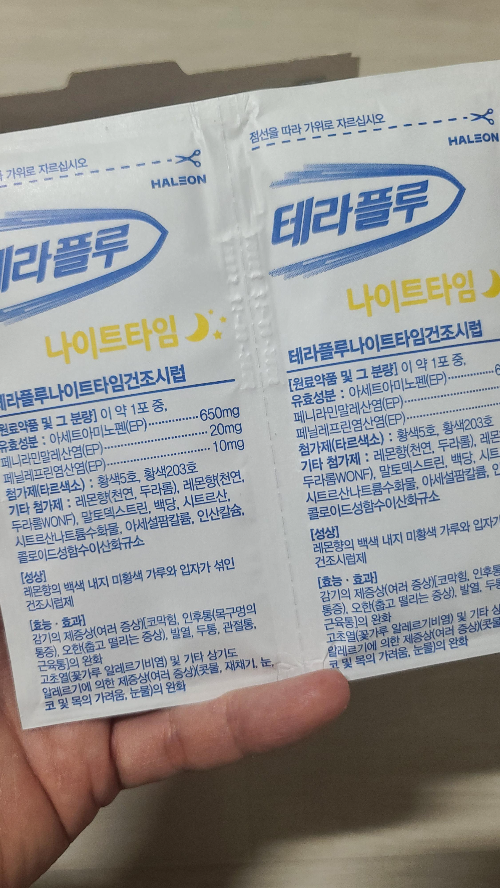 가위로 자르십시오
HALEON
테라플루
나이트타임
테라플루나이트타임건조시럽
[원료약품 및 그 분량] 이 약 1포 중,
유효성분 : 아세트아미노펜(EP)..............650mg
페니라민말레산염(EP)..............20mg
페닐레프린염산염(EP)..............10mg
첨가제(타르색소) : 황색5호, 황색203호
기타 첨가제 : 레몬향(천연, 두라롬), 레몬향(천연,
두라롬WONF), 말토덱스트린, 백당, 시트르산,
시트르산나트륨수화물, 아세설팜칼륨, 인산칼슘,
콜로이드성함수이산화규소
[성상]
레몬향의 백색 내지 미황색 가루와 입자가 섞인
건조시럽제
[효능·효과]
감기의 제증상(여러 증상)[코막힘, 인후통(목구멍의
통증), 오한(춥고 떨리는 증상), 발열, 두통, 관절통,
근육통]의 완화
고초열(꽃가루 알레르기비염) 및 기타 상기도
알레르기에 의한 제증상(여러 증상)(콧물, 재채기, 눈,
코 및 목의 가려움, 눈물)의 완화
점선을 따라 가위로 자르십시오
HALEON
테라플루
나이트타임
테라플루나이트타임건조시럽
[원료약품 및 그 분량] 이 약 1포 중,
유효성분 : 아세트아미노펜(EP)..............6
페니라민말레산염(EP)..............
페닐레프린염산염(EP)..............
첨가제(타르색소) : 황색5호, 황색203호
기타 첨가제 : 레몬향(천연, 두라롬), 레몬
두라롬WONF), 말토덱스트린, 백당, 시트
시트르산나트륨수화물, 아세설팜칼륨, 인
콜로이드성함수이산화규소
[성상]
레몬향의 백색 내지 미황색 가루와 입자
건조시럽제
[효능·효과]
감기의 제증상(여러 증상)[코막힘, 인후통
통증), 오한(춥고 떨리는 증상), 발열, 두통
근육통]의 완화
고초열(꽃가루 알레르기비염) 및 기타 상
알레르기에 의한 제증상(여러 증상)(콧물
코 및 목의 가려움, 눈물)의 완화